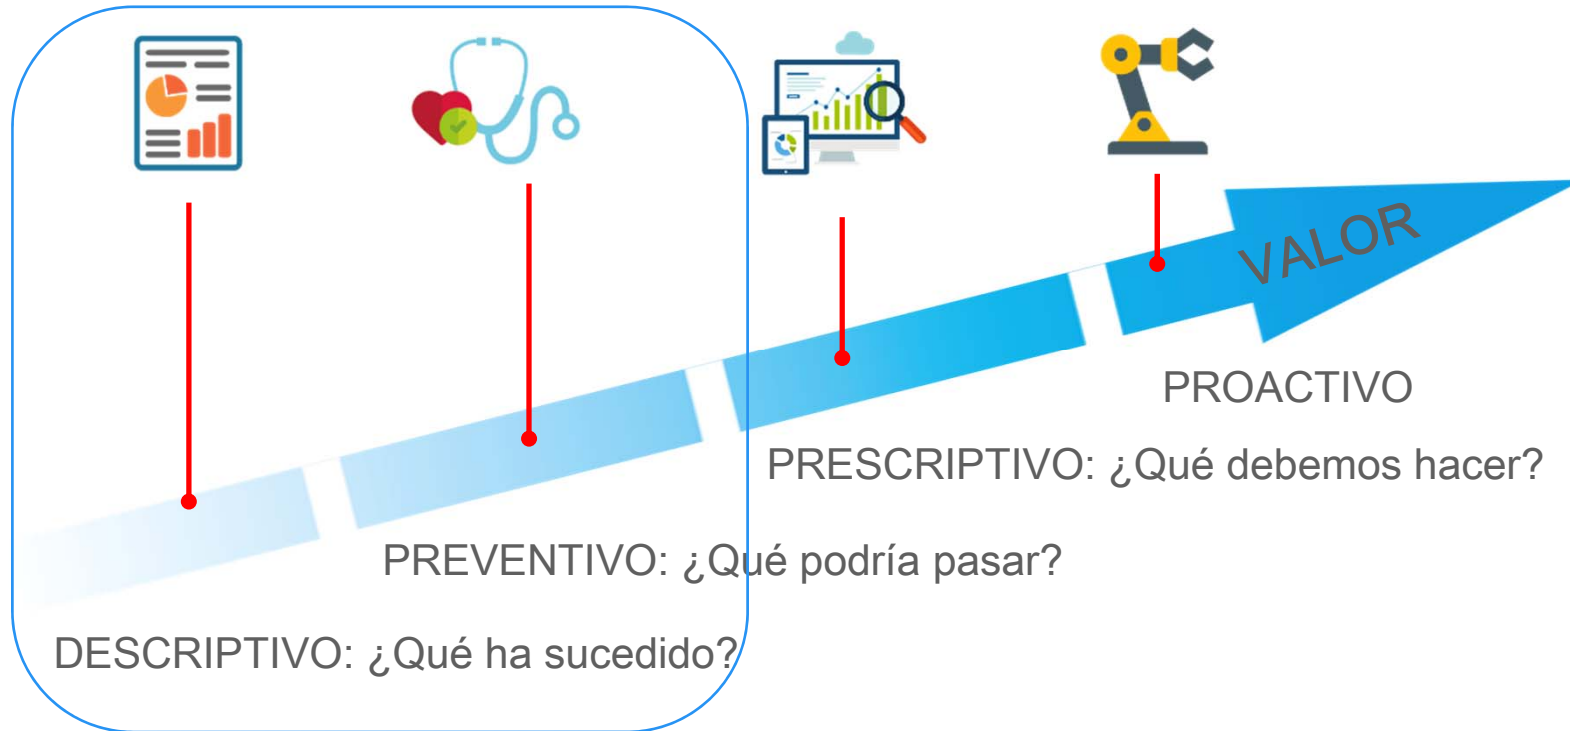 VALOR
PROACTIVO
PRESCRIPTIVO: ¿Qué debemos hacer?
PREVENTIVO: ¿Qué podría pasar?
DESCRIPTIVO: ¿Qué ha sucedido?